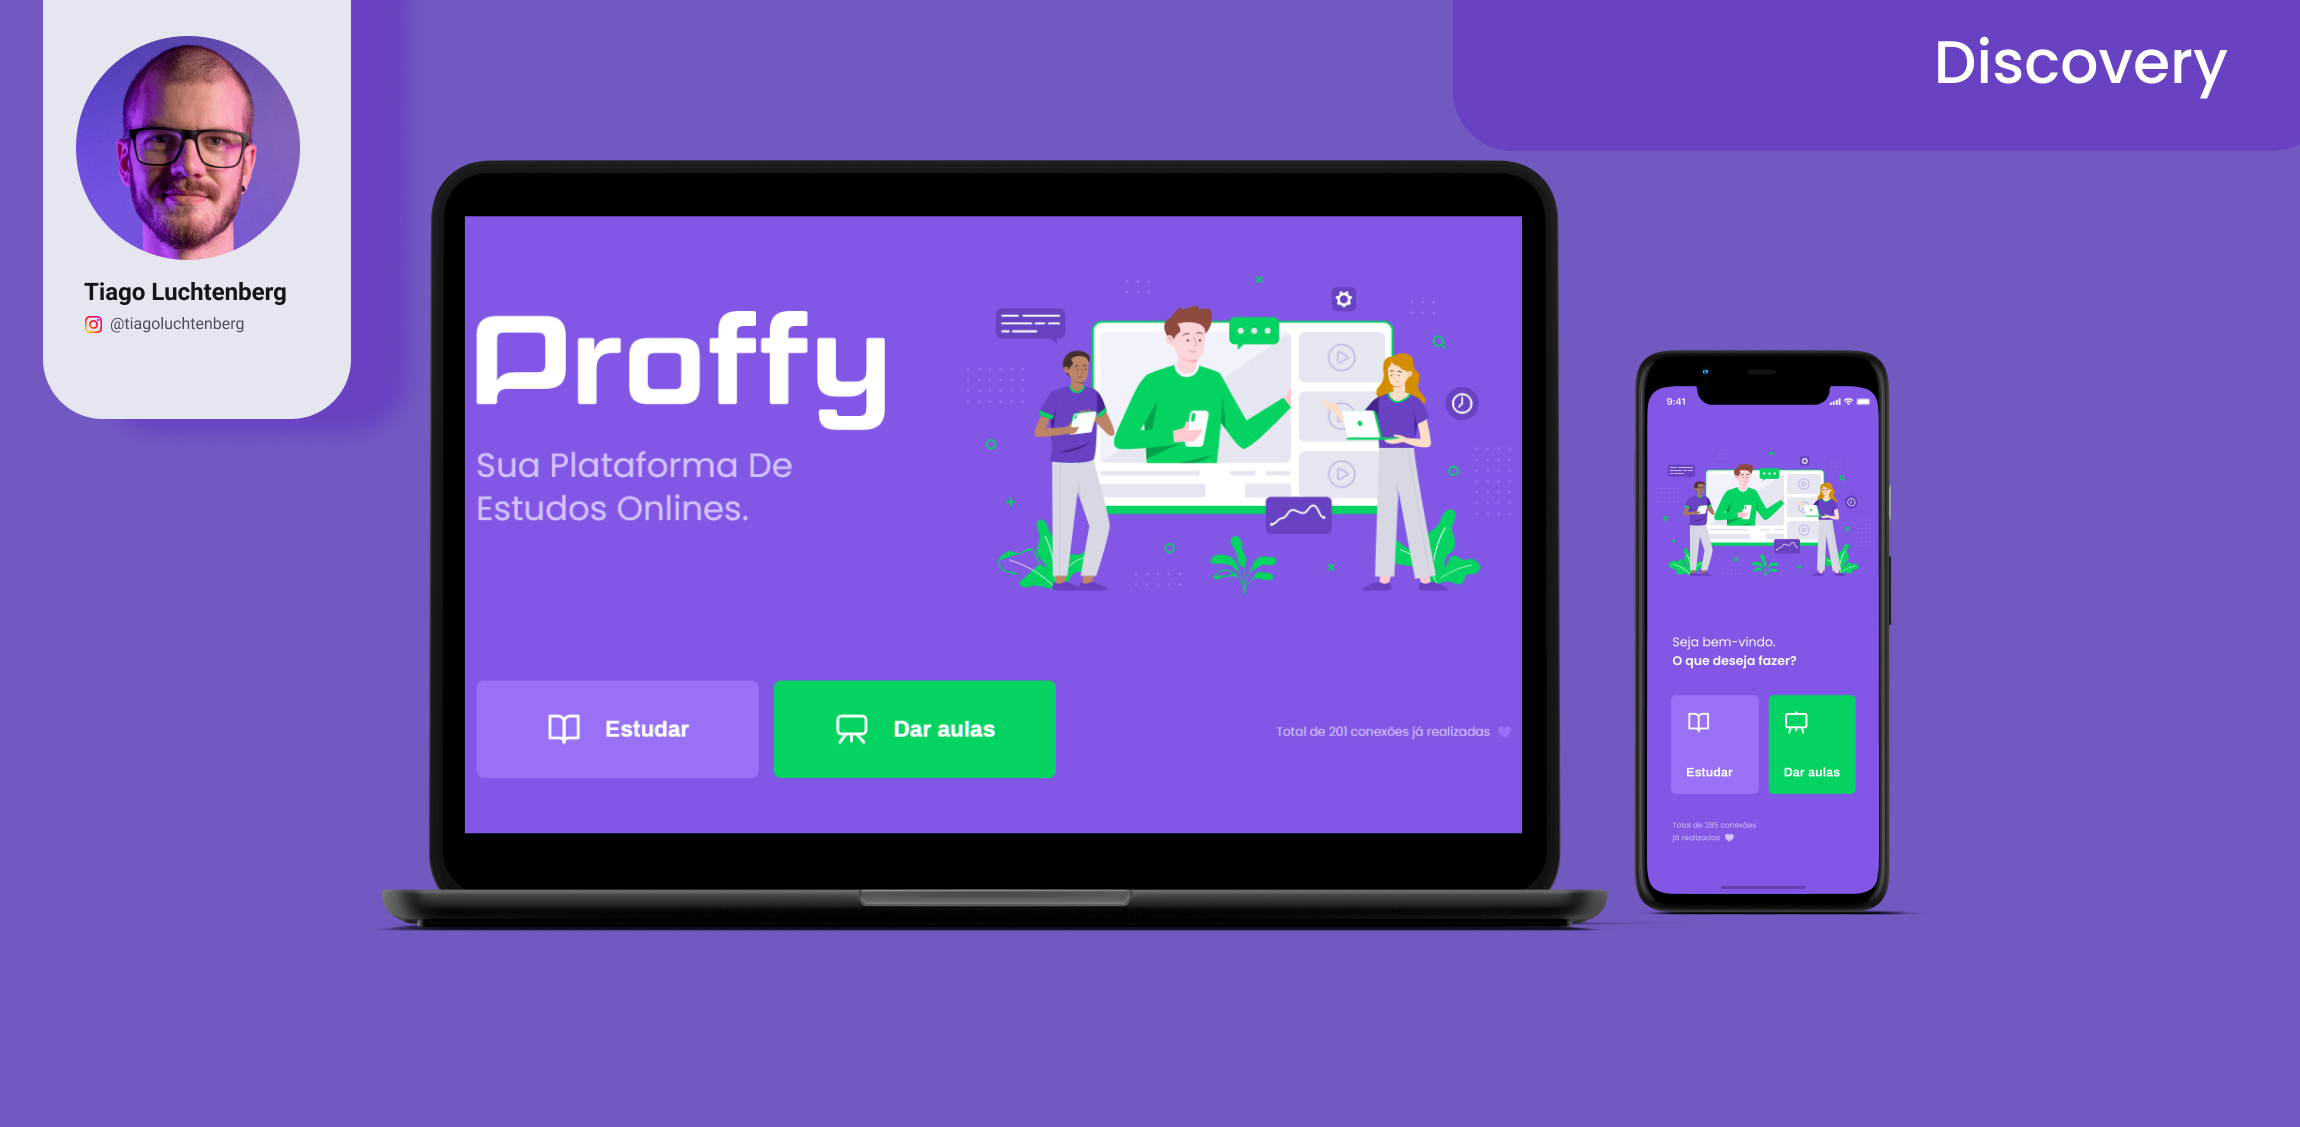 Discovery
Tiago Luchtenberg
@tiagoluchtenberg
Proffy
Sua Plataforma De
Estudos Onlines.
Estudar
Dar aulas
Total de 201 conexões já realizadas
9:41
Seja bem-vindo.
O que deseja fazer?
Estudar
Dar aulas
Total de 285 conexões
já realizadas